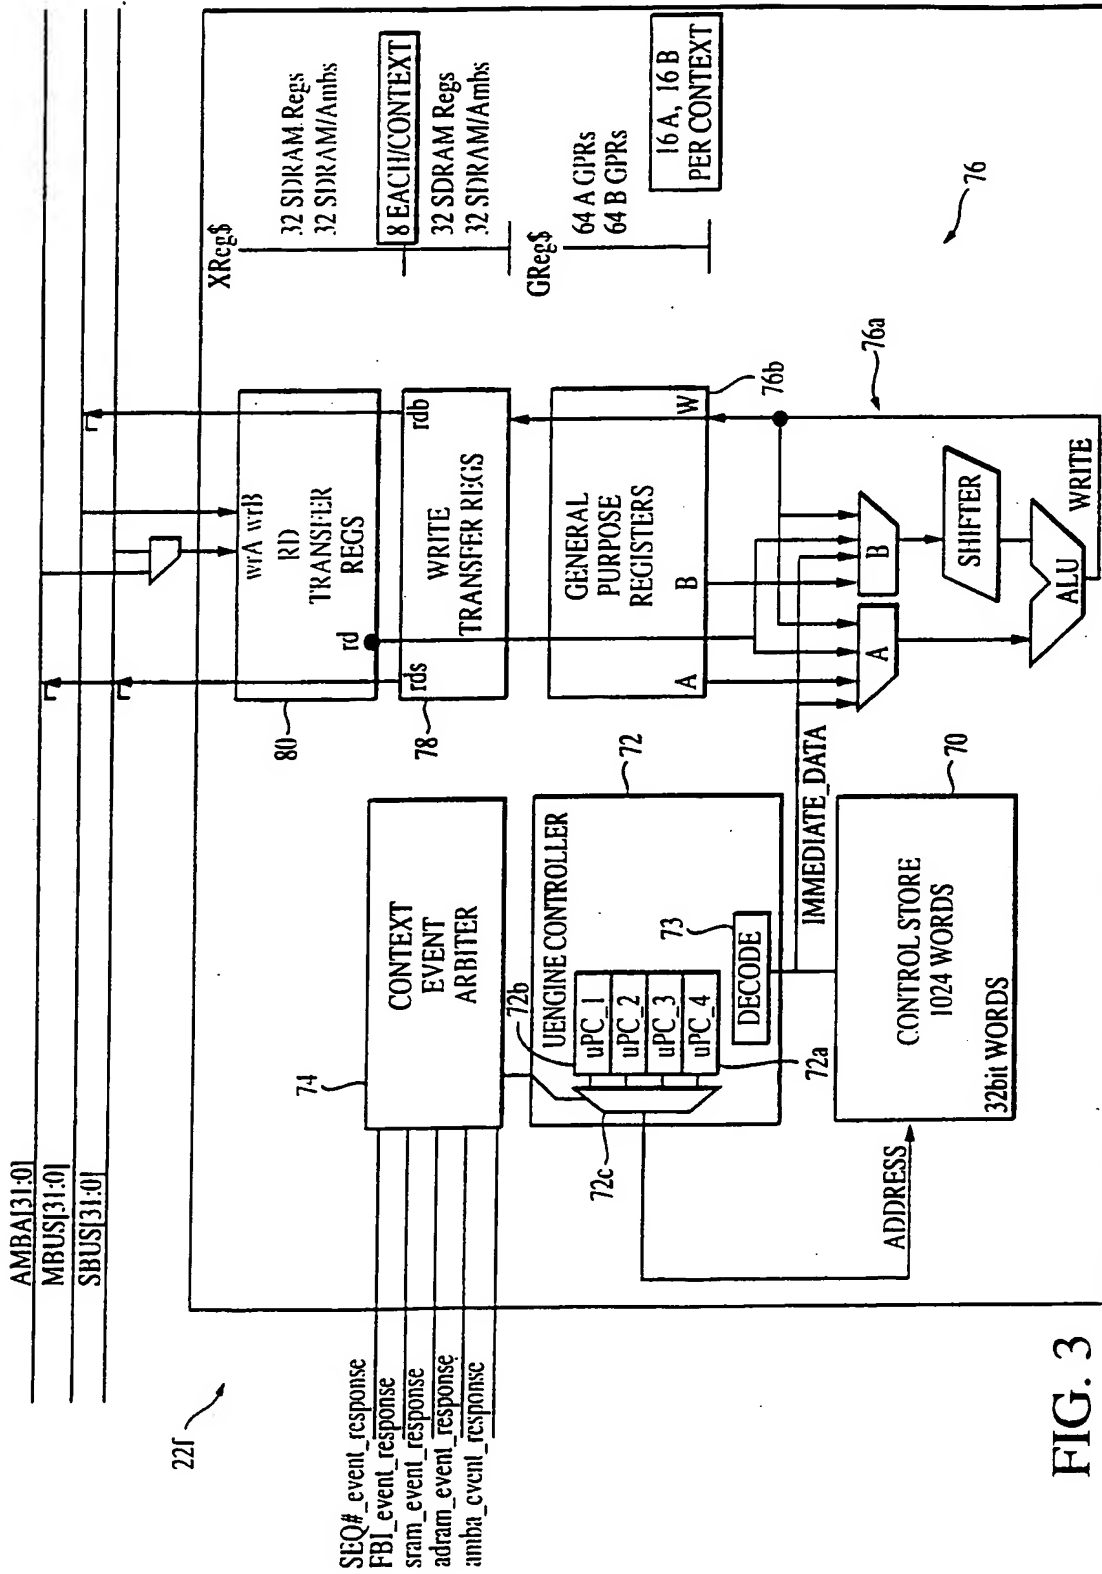 AMBA[31:0]
MBUS[31:0]
SBUS[31:0]
22f
SEQ#_event_response
FBI_event_response
sram_event_response
adram_event_response
amba_event_response
74
CONTEXT
EVENT
ARBITER
72b
72
UENGINE CONTROLLER
uPC_1
uPC_2
uPC_3
uPC_4
72a
72c
73
DECODE
ADDRESS
IMMEDIATE_DATA
70
CONTROL STORE
1024 WORDS
32bit WORDS
80
wrA wrB
RD
TRANSFER
REGS
rd
78
rds
rdb
WRITE
TRANSFER REGS
GENERAL
PURPOSE
REGISTERS
A
B
W
76b
76a
A
B
SHIFTER
ALU
WRITE
76
XReg$
32 SDRAM Regs
32 SDRAM/Ambs
8 EACH/CONTEXT
32 SDRAM Regs
32 SDRAM/Ambs
GReg$
64 A GPRs
64 B GPRs
16 A, 16 B
PER CONTEXT
FIG. 3